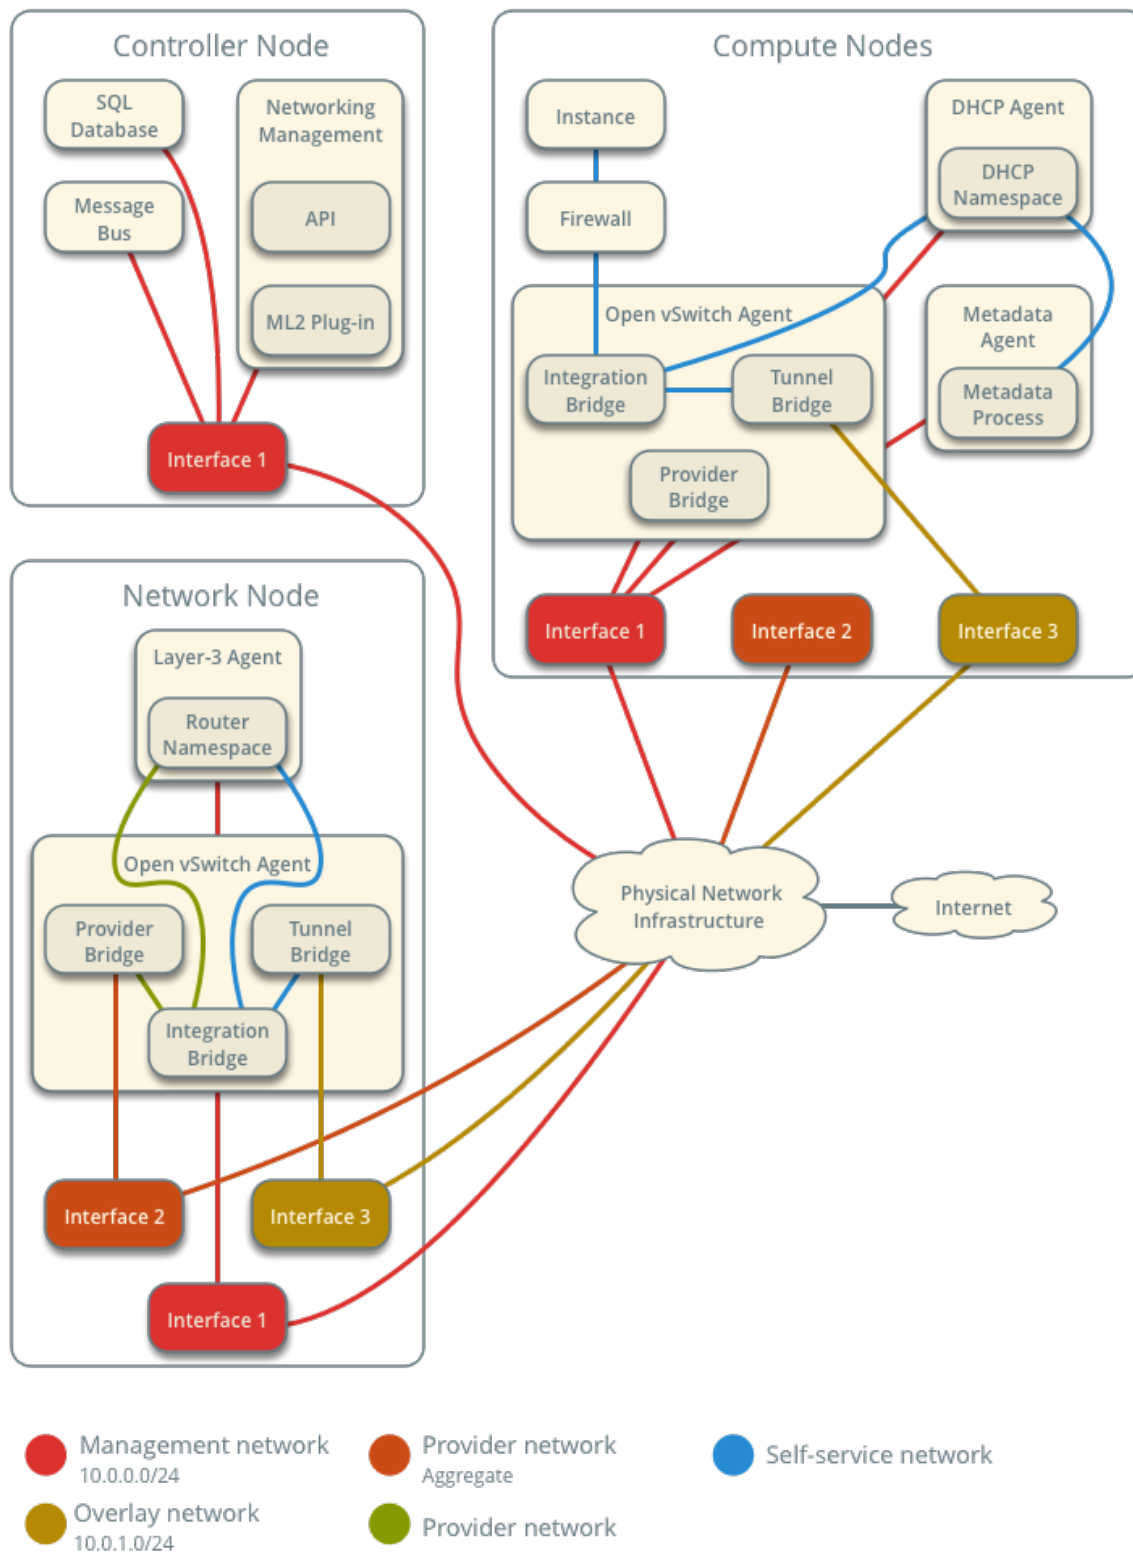 Controller Node
SQL
Database
Networking
Management
Message
Bus
API
ML2 Plug-in
Interface 1
Compute Nodes
Instance
DHCP Agent
DHCP
Namespace
Firewall
Open vSwitch Agent
Metadata
Agent
Integration
Bridge
Tunnel
Bridge
Metadata
Process
Provider
Bridge
Interface 1
Interface 2
Interface 3
Network Node
Layer-3 Agent
Router
Namespace
Open vSwitch Agent
Provider
Bridge
Tunnel
Bridge
Integration
Bridge
Interface 2
Interface 3
Interface 1
Physical Network
Infrastructure
Internet
Management network
10.0.0.0/24
Provider network
Aggregate
Self-service network
Overlay network
10.0.1.0/24
Provider network